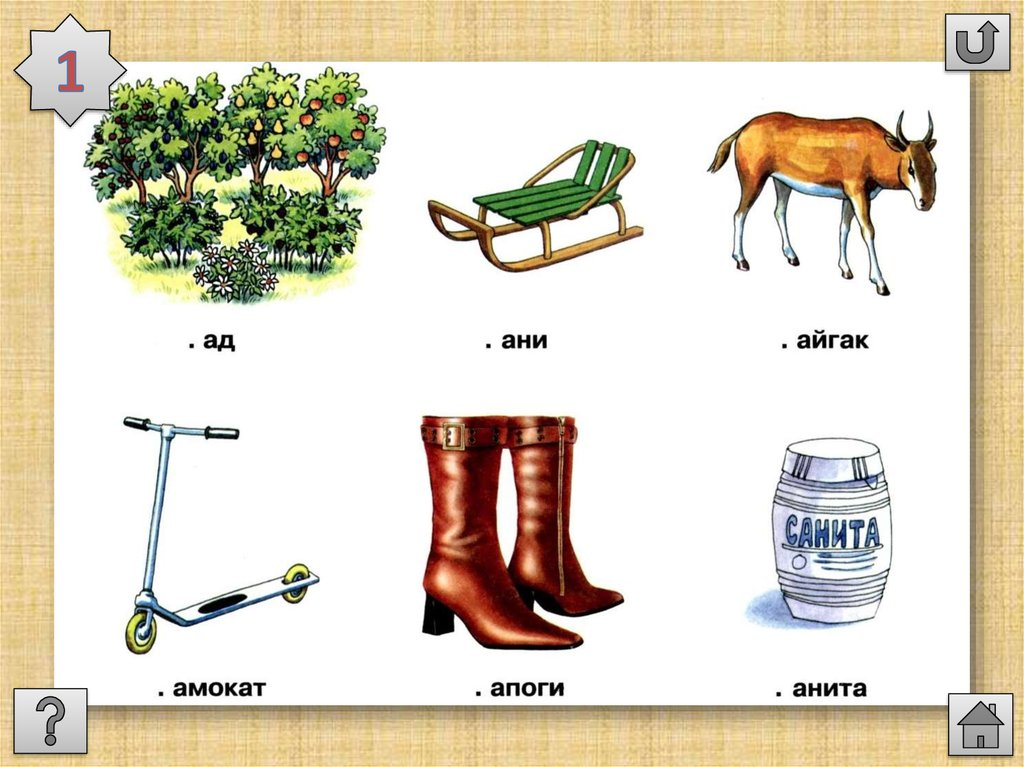 1
. ад
. ани
. айгак
САНИТА
. амокат
. апоги
. анита
?